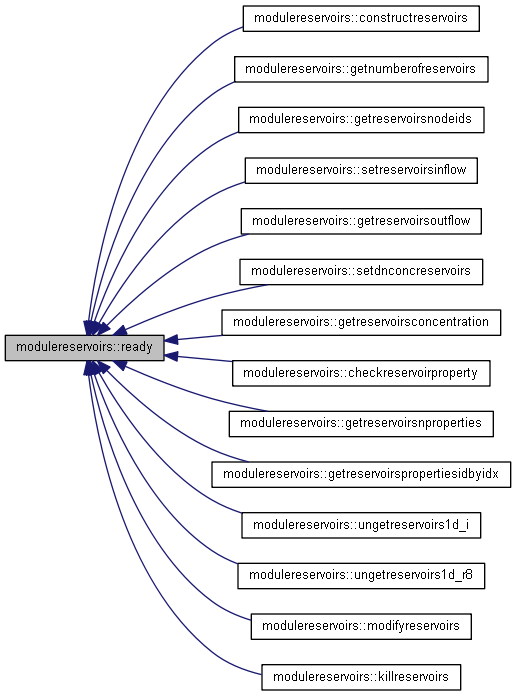 modulereservoirs::constructreservoirs
modulereservoirs::getnumberofreservoirs
modulereservoirs::getreservoirsnodeids
modulereservoirs::setreservoirsinflow
modulereservoirs::getreservoirsoutflow
modulereservoirs::setdnconcreservoirs
modulereservoirs::getreservoirsconcentration
modulereservoirs::ready
modulereservoirs::checkreservoirproperty
modulereservoirs::getreservoirsnproperties
modulereservoirs::getreservoirspropertiesidbyidx
modulereservoirs::ungetreservoirs1d_i
modulereservoirs::ungetreservoirs1d_r8
modulereservoirs::modifyreservoirs
modulereservoirs::killreservoirs